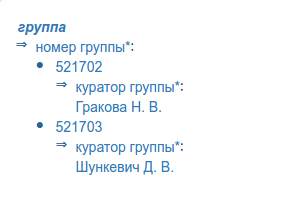 группа
⇒ номер группы*:
• 521702
⇒ куратор группы*:
Гракова Н. В.
• 521703
⇒ куратор группы*:
Шункевич Д. В.